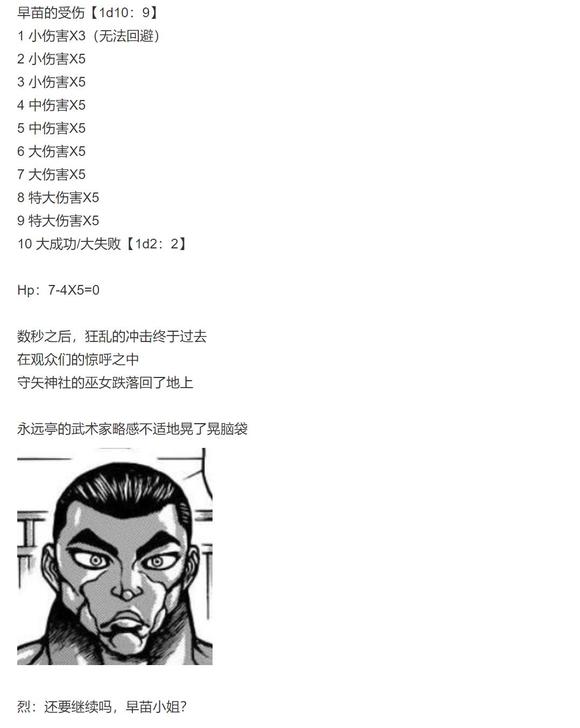 早苗的受伤【1d10：9】
1 小伤害X3（无法回避）
2 小伤害X5
3 小伤害X5
4 中伤害X5
5 中伤害X5
6 大伤害X5
7 大伤害X5
8 特大伤害X5
9 特大伤害X5
10 大成功/大失败【1d2：2】
Hp：7-4X5=0
数秒之后，狂乱的冲击终于过去
在观众们的惊呼之中
守矢神社的巫女跌落回了地上
永远亭的武术家略感不适地晃了晃脑袋
烈：还要继续吗，早苗小姐？